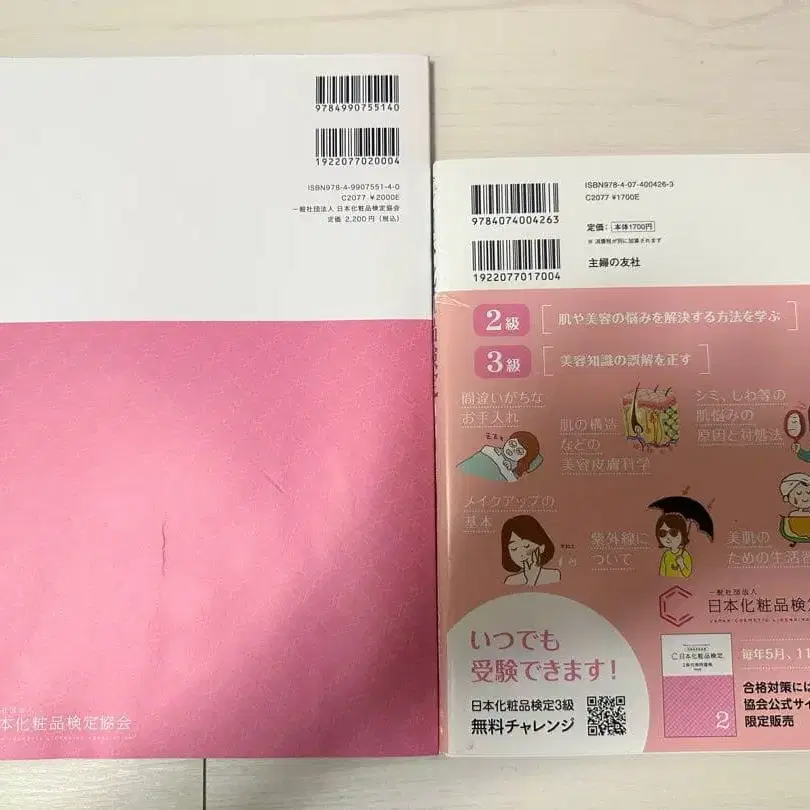 9784990755140
1922077020004
ISBN978-4-9907551-4-0
C2077 ¥2000E
一般社団法人 日本化粧品検定協会
定価 2,200円(税込)
本化粧品検定協会
9784074004263
1922077017004
ISBN978-4-07-400426-3
C2077 ¥1700E
定価: 本体1700円
※ 消費税が別に加算されます
主婦の友社
2級 肌や美容の悩みを解決する方法を学ぶ
3級 美容知識の誤解を正す
間違いがちな
お手入れ
肌の構造
などの
美容皮膚科学
シミ、しわ等の
肌悩みの
原因と対処法
メイクアップの
基本
紫外線に
ついて
美肌の
ための生活習
一般社団法人
日本化粧品検定
いつでも
受験できます!
日本化粧品検定3級
無料チャレンジ
日本化粧品検定
2
毎年5月、11
合格対策には
協会公式サイ
限定販売